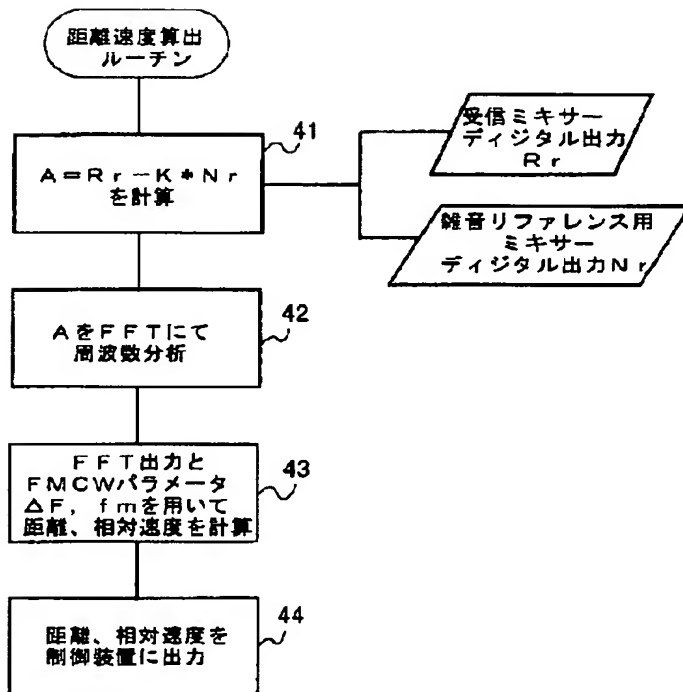 距離速度算出
ルーチン
41
A=Rr-K*Nr
を計算
受信ミキサー
ディジタル出力
Rr
雑音リファレンス用
ミキサー
ディジタル出力Nr
42
AをFFTにて
周波数分析
43
FFT出力と
FMCWパラメータ
△F,fmを用いて
距離、相対速度を計算
44
距離、相対速度を
制御装置に出力